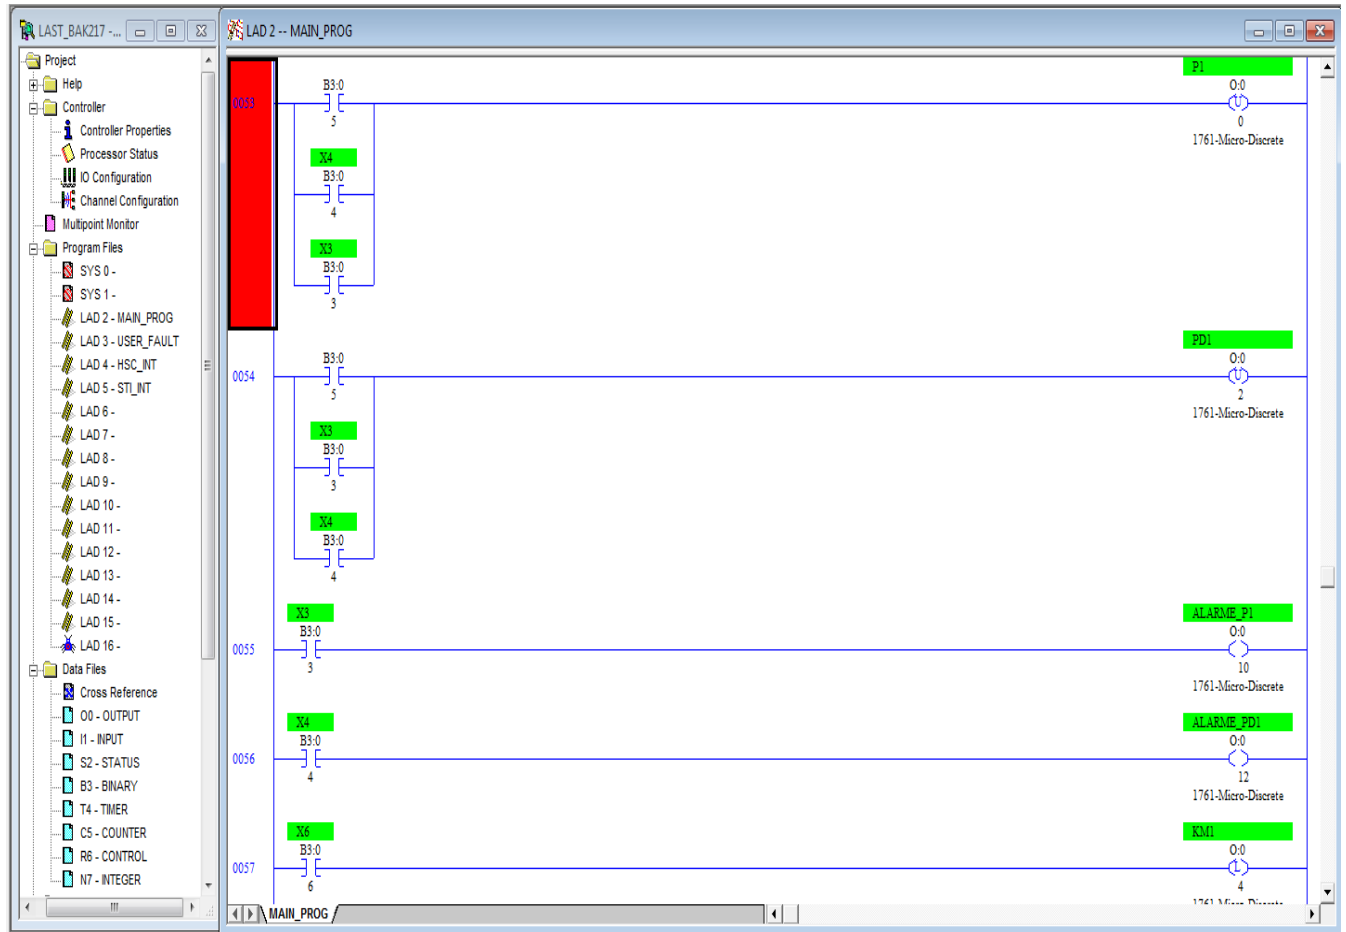 LAST_BAK217 -...
Project
Help
Controller
Controller Properties
Processor Status
IO Configuration
Channel Configuration
Multipoint Monitor
Program Files
SYS 0 -
SYS 1 -
LAD 2 - MAIN_PROG
LAD 3 - USER_FAULT
LAD 4 - HSC_INT
LAD 5 - STI_INT
LAD 6 -
LAD 7 -
LAD 8 -
LAD 9 -
LAD 10 -
LAD 11 -
LAD 12 -
LAD 13 -
LAD 14 -
LAD 15 -
LAD 16 -
Data Files
Cross Reference
O0 - OUTPUT
I1 - INPUT
S2 - STATUS
B3 - BINARY
T4 - TIMER
C5 - COUNTER
R6 - CONTROL
N7 - INTEGER
LAD 2 -- MAIN_PROG
P1
B3:0 O:0
0053 U
5 0
1761-Micro-Discrete
X4
B3:0
4
X3
B3:0
3
PD1
B3:0 O:0
0054 U
5 2
1761-Micro-Discrete
X3
B3:0
3
X4
B3:0
4
X3 ALARME_P1
B3:0 O:0
0055
3 10
1761-Micro-Discrete
X4 ALARME_PD1
B3:0 O:0
0056
4 12
1761-Micro-Discrete
X6 KM1
B3:0 O:0
0057 L
6 4
1761-Micro-Discrete
MAIN_PROG